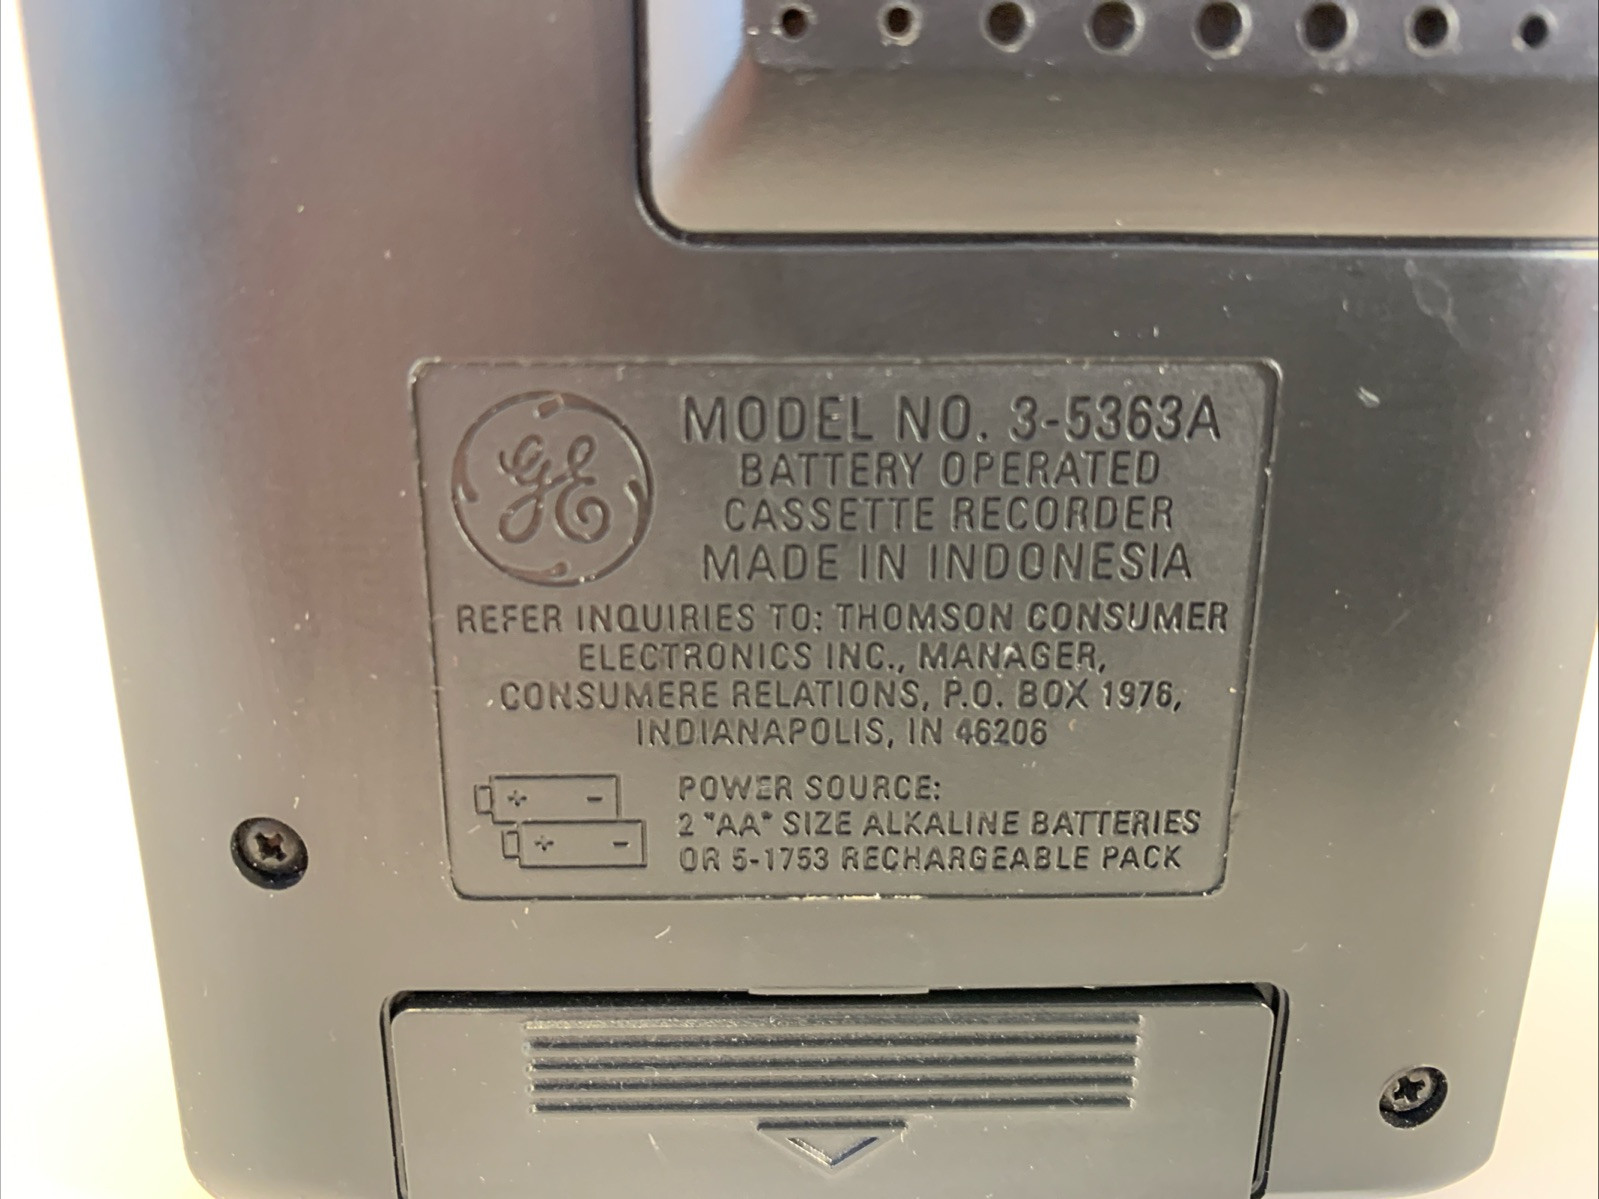 GE
MODEL NO. 3-5363A
BATTERY OPERATED
CASSETTE RECORDER
MADE IN INDONESIA
REFER INQUIRIES TO: THOMSON CONSUMER
ELECTRONICS INC., MANAGER,
CONSUMERE RELATIONS, P.O. BOX 1976,
INDIANAPOLIS, IN 46206
+ -
+ -
POWER SOURCE:
2 "AA" SIZE ALKALINE BATTERIES
OR 5-1753 RECHARGEABLE PACK